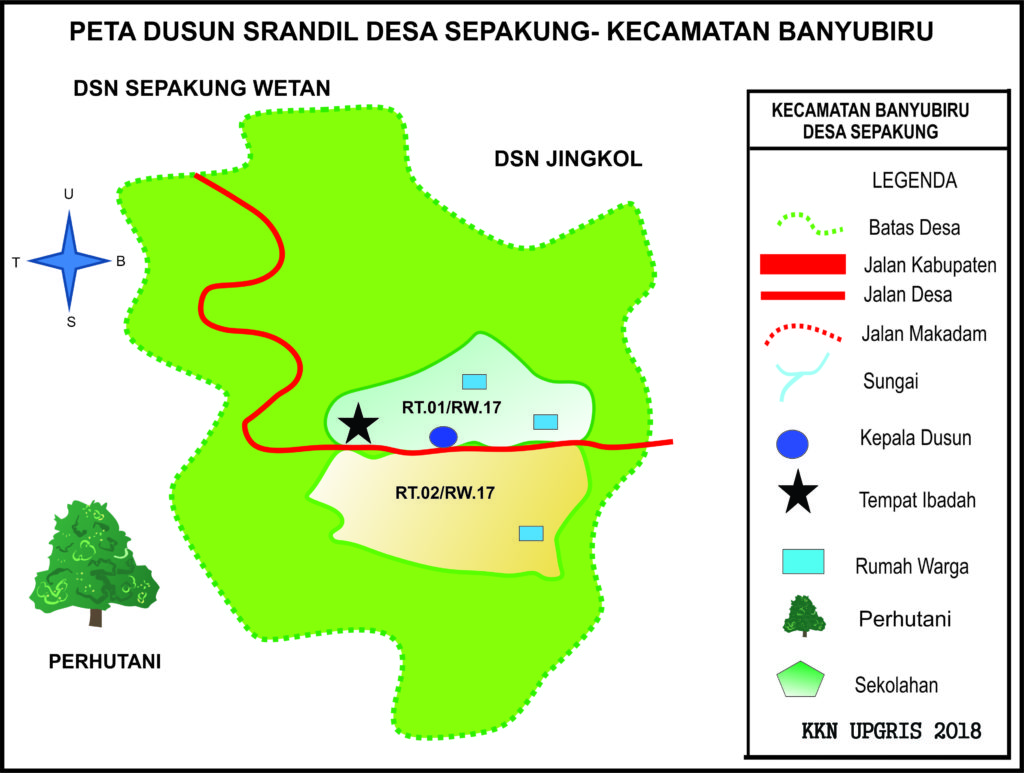 PETA DUSUN SRANDIL DESA SEPAKUNG- KECAMATAN BANYUBIRU
DSN SEPAKUNG WETAN
DSN JINGKOL
U
T
B
S
RT.01/RW.17
RT.02/RW.17
PERHUTANI
KECAMATAN BANYUBIRU
DESA SEPAKUNG
LEGENDA
Batas Desa
Jalan Kabupaten
Jalan Desa
Jalan Makadam
Sungai
Kepala Dusun
Tempat Ibadah
Rumah Warga
Perhutani
Sekolahan
KKN UPGRIS 2018